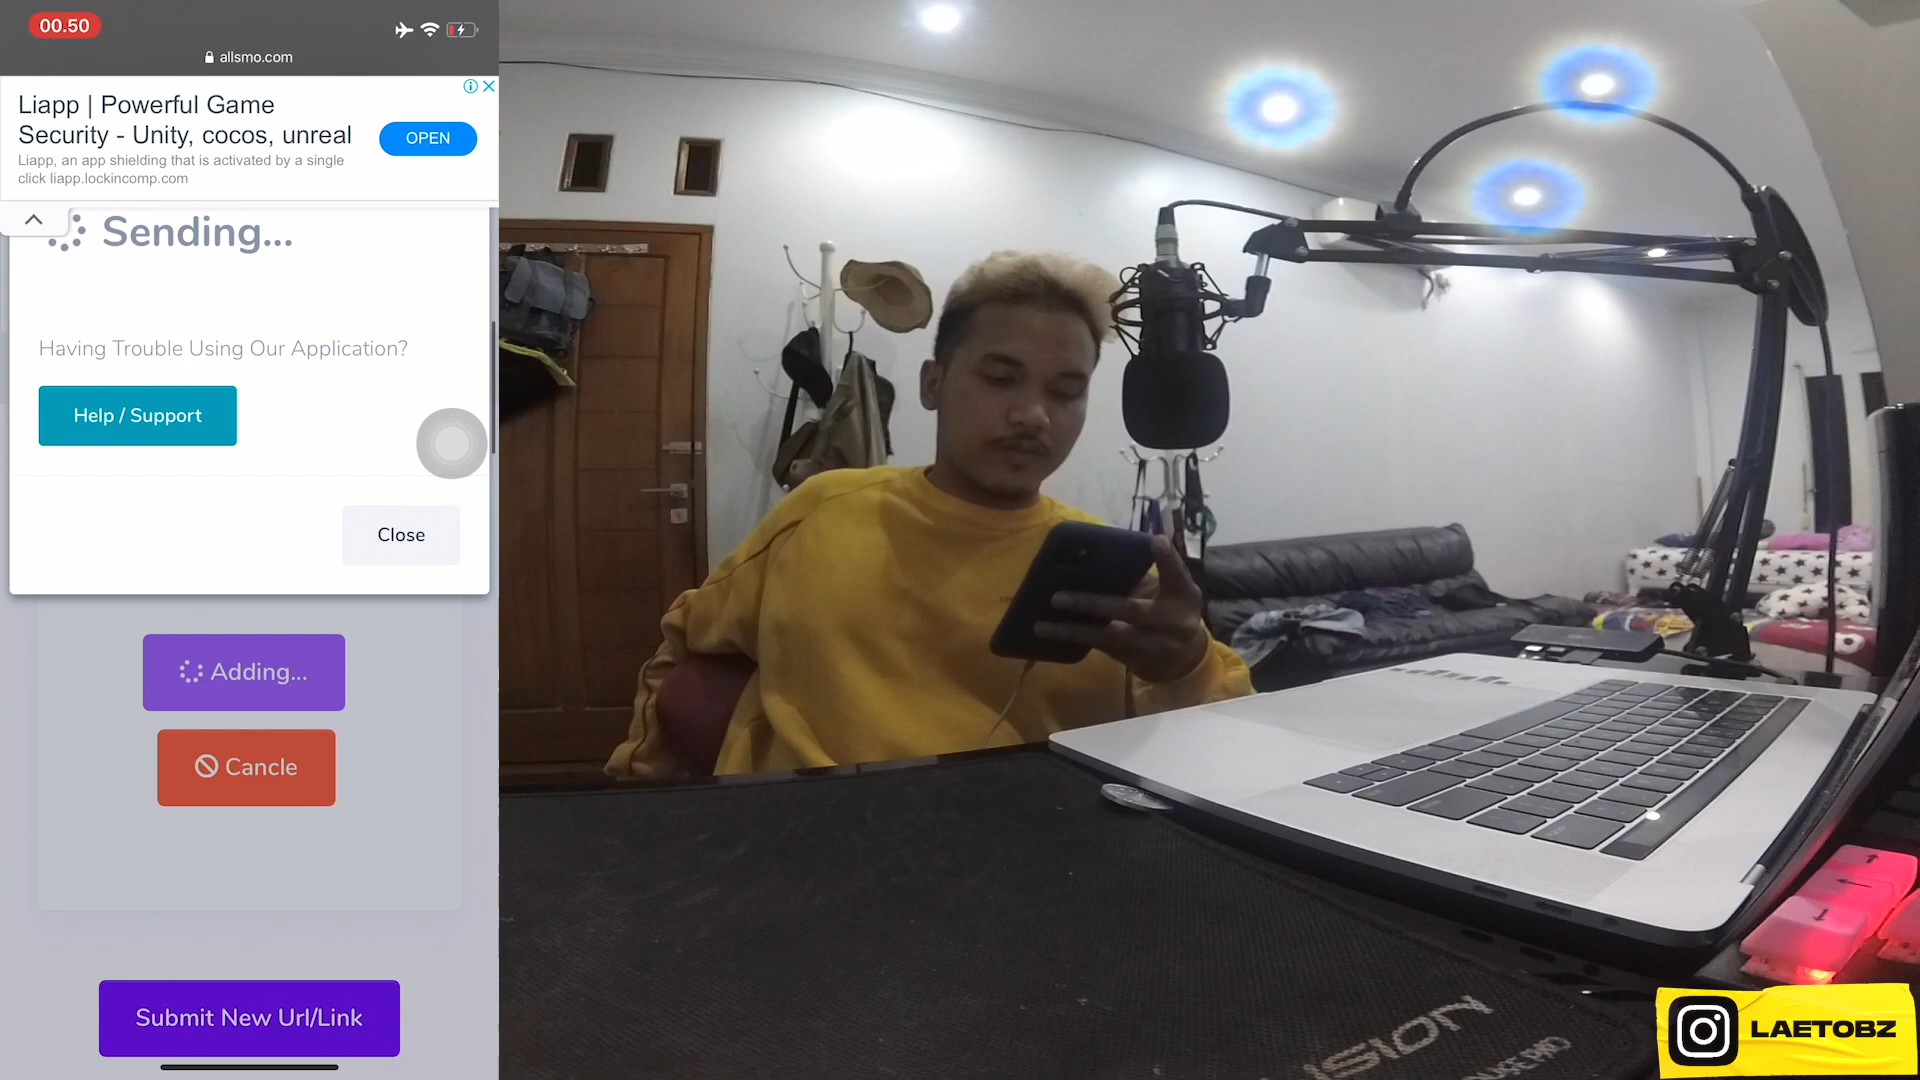 00.50
allsmo.com
Liapp | Powerful Game
Security - Unity, cocos, unreal
Liapp, an app shielding that is activated by a single
click liapp.lockincomp.com
OPEN
Sending...
Having Trouble Using Our Application?
Help / Support
Close
Adding...
Cancle
Submit New Url/Link
LAETOBZ